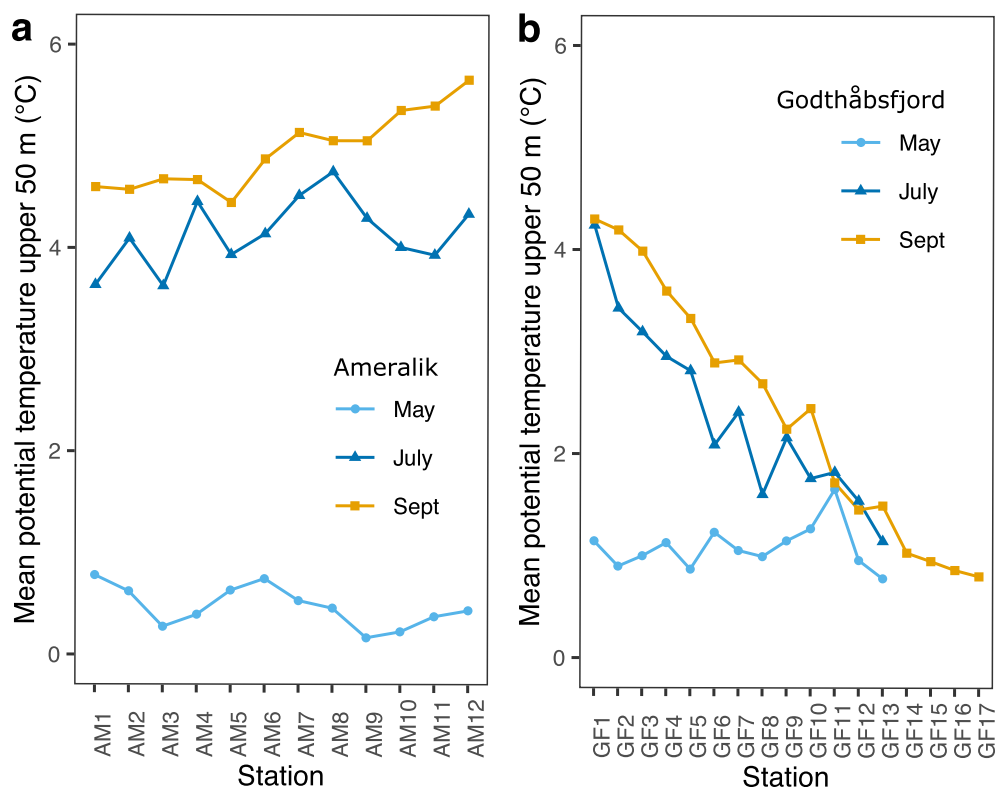 a
Mean potential temperature upper 50 m (°C)
6
4
2
0
Ameralik
May
July
Sept
AM1
AM2
AM3
AM4
AM5
AM6
AM7
AM8
AM9
AM10
AM11
AM12
Station
b
Mean potential temperature upper 50 m (°C)
6
4
2
0
Godthåbsfjord
May
July
Sept
GF1
GF2
GF3
GF4
GF5
GF6
GF7
GF8
GF9
GF10
GF11
GF12
GF13
GF14
GF15
GF16
GF17
Station